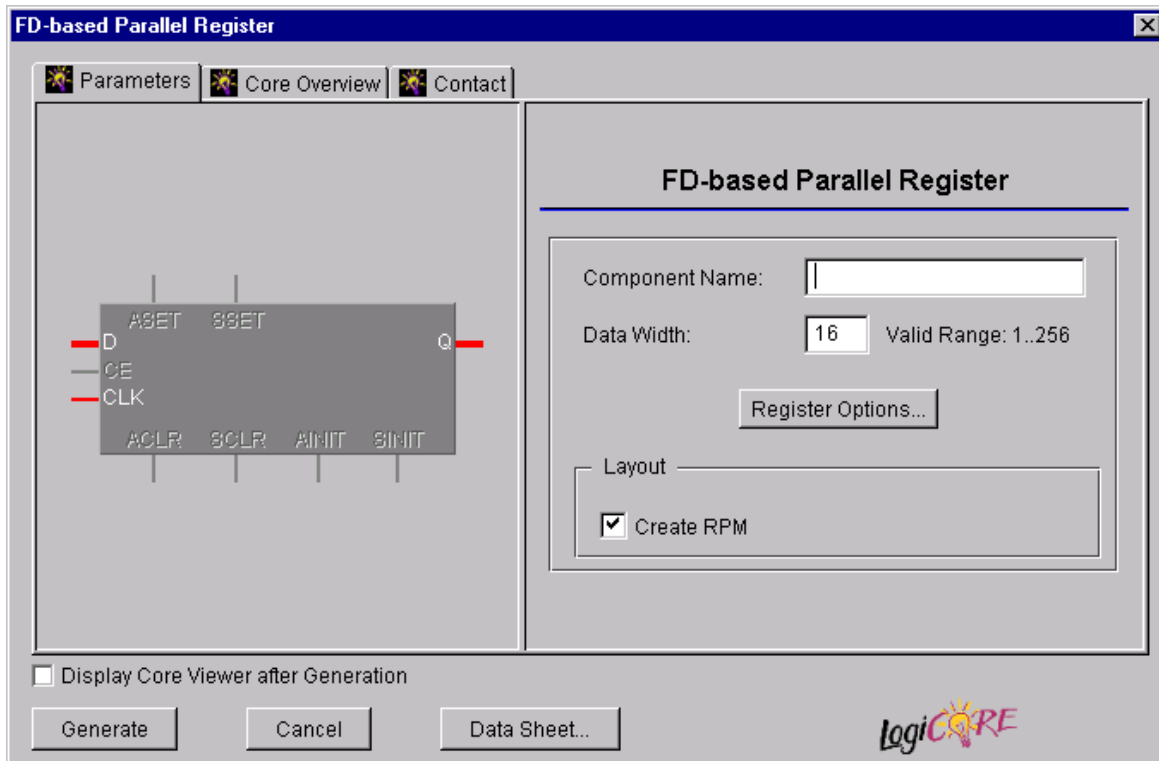 FD-based Parallel Register
Parameters Core Overview Contact
FD-based Parallel Register
Component Name:
Data Width: 16 Valid Range: 1..256
Register Options...
Layout
Create RPM
ASET SSET
D Q
CE
CLK
ACLR SCLR AINIT SINIT
Display Core Viewer after Generation
Generate Cancel Data Sheet...
LogiCORE